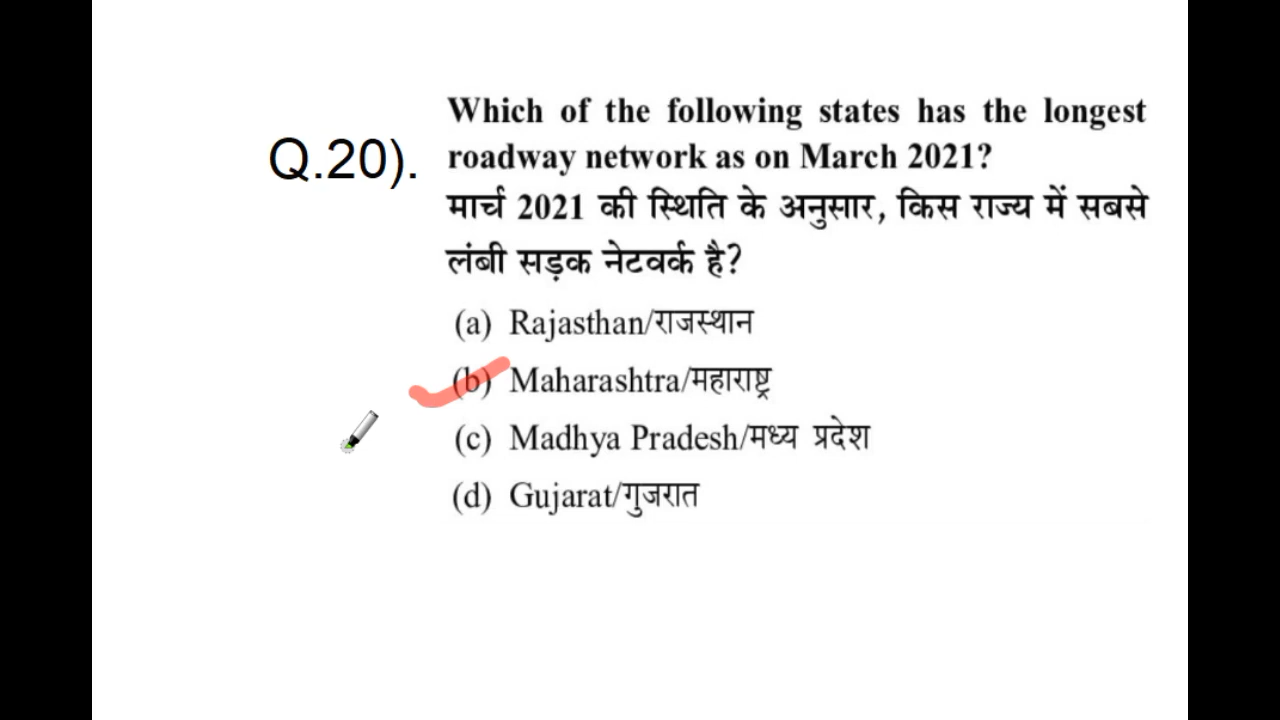 Q.20).
Which of the following states has the longest
roadway network as on March 2021?
मार्च 2021 की स्थिति के अनुसार, किस राज्य में सबसे
लंबी सड़क नेटवर्क है?
(a) Rajasthan/राजस्थान
(b) Maharashtra/महाराष्ट्र
(c) Madhya Pradesh/मध्य प्रदेश
(d) Gujarat/गुजरात